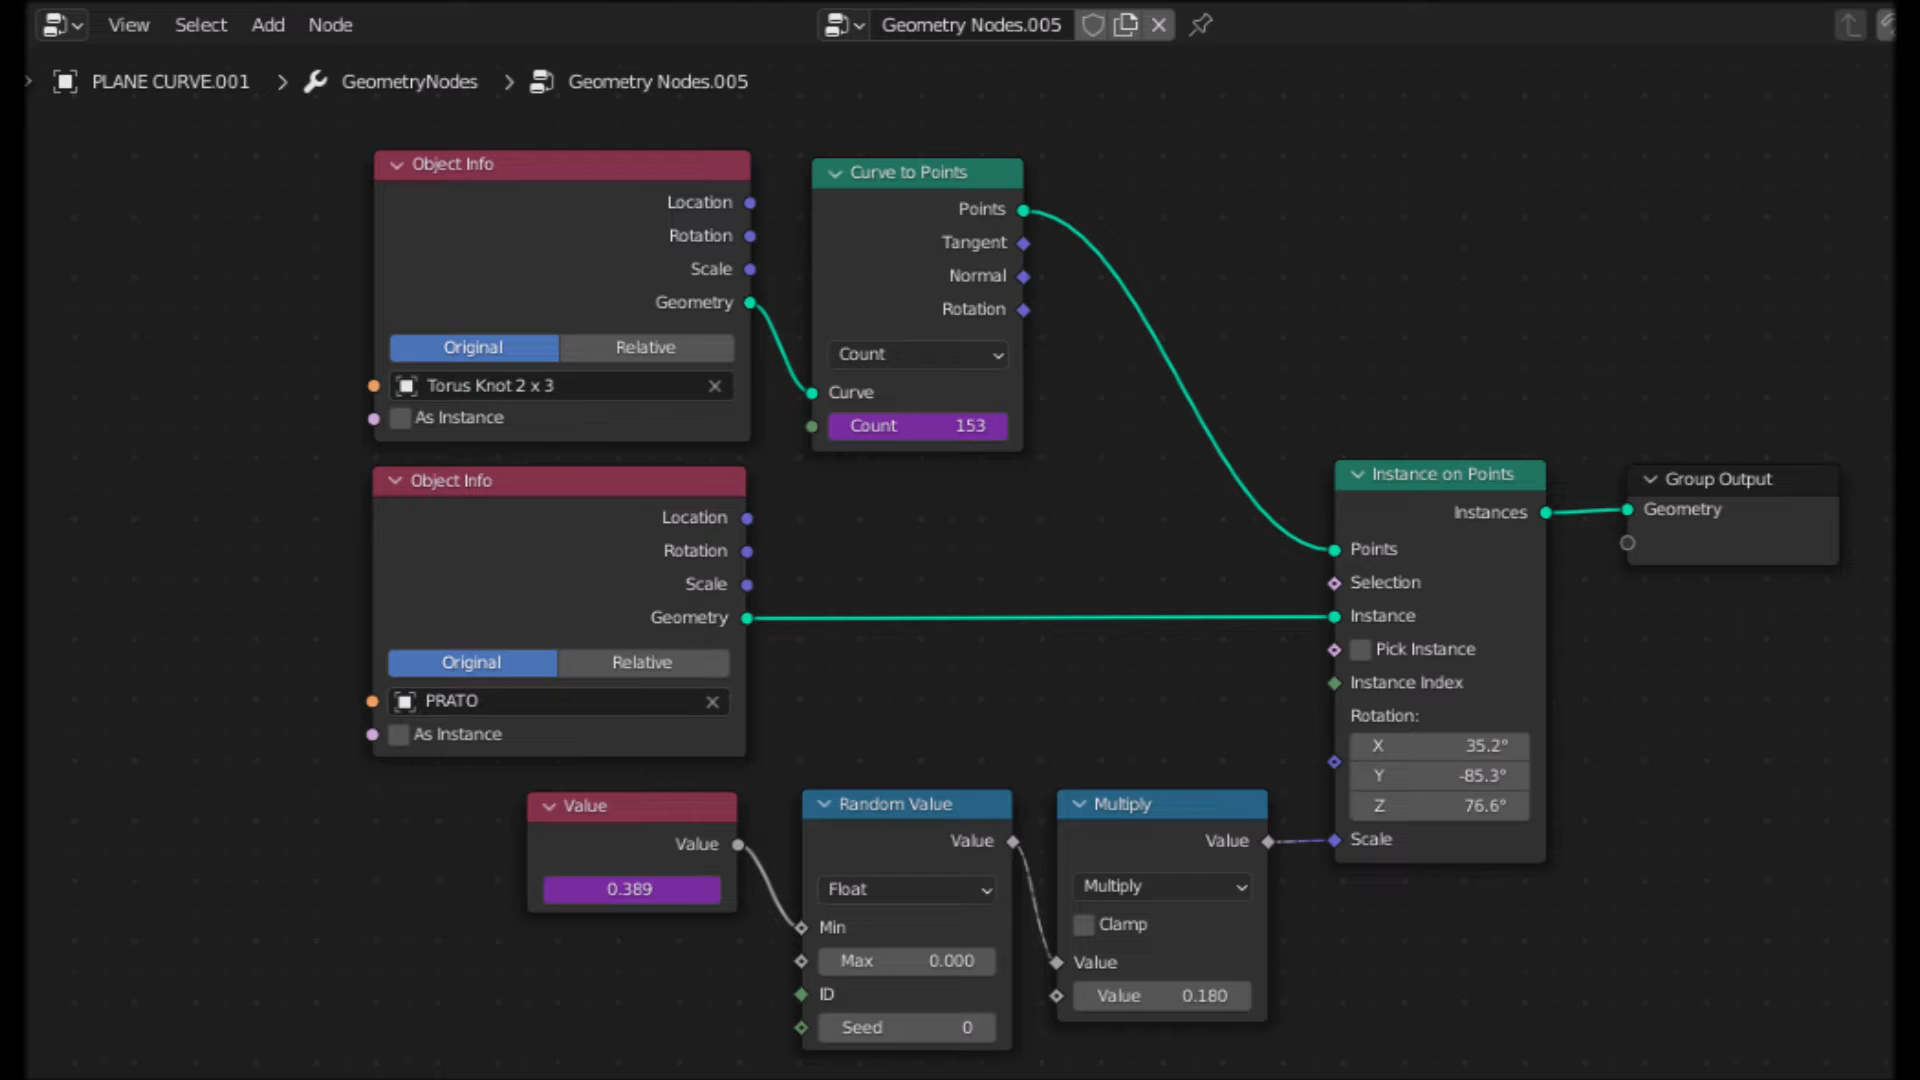 View Select Add Node
Geometry Nodes.005
PLANE CURVE.001 GeometryNodes Geometry Nodes.005
Object Info
Location
Rotation
Scale
Geometry
Original Relative
Torus Knot 2 x 3
As Instance
Curve to Points
Points
Tangent
Normal
Rotation
Count
Curve
Count 153
Object Info
Location
Rotation
Scale
Geometry
Original Relative
PRATO
As Instance
Instance on Points
Instances
Points
Selection
Instance
Pick Instance
Instance Index
Rotation:
X 35.2°
Y -85.3°
Z 76.6°
Scale
Group Output
Geometry
Value
Value
0.389
Random Value
Value
Float
Min
Max 0.000
ID
Seed 0
Multiply
Value
Multiply
Clamp
Value
Value 0.180